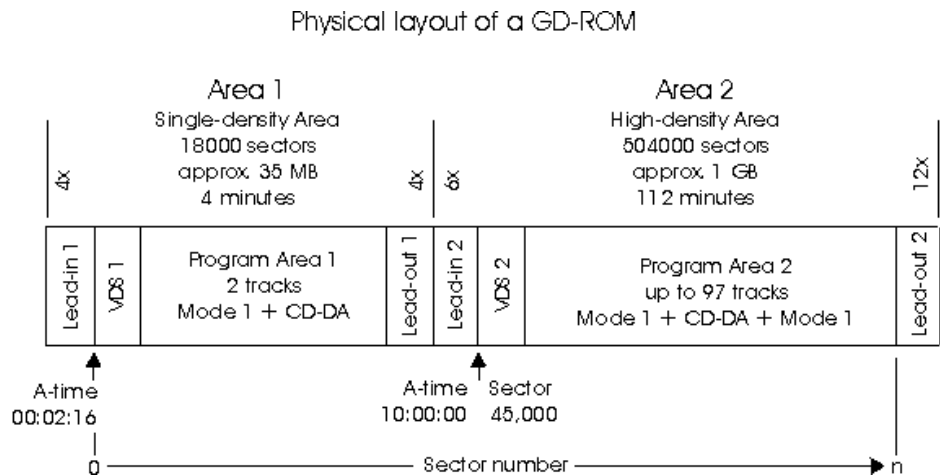 Physical layout of a GD-ROM
Area 1
Single-density Area
18000 sectors
approx. 35 MB
4 minutes
Area 2
High-density Area
504000 sectors
approx. 1 GB
112 minutes
4x
4x
6x
12x
Lead-in 1
VDS 1
Program Area 1
2 tracks
Mode 1 + CD-DA
Lead-out 1
Lead-in 2
VDS 2
Program Area 2
up to 97 tracks
Mode 1 + CD-DA + Mode 1
Lead-out 2
A-time
00:02:16
A-time
10:00:00
Sector
45,000
0
Sector number
n